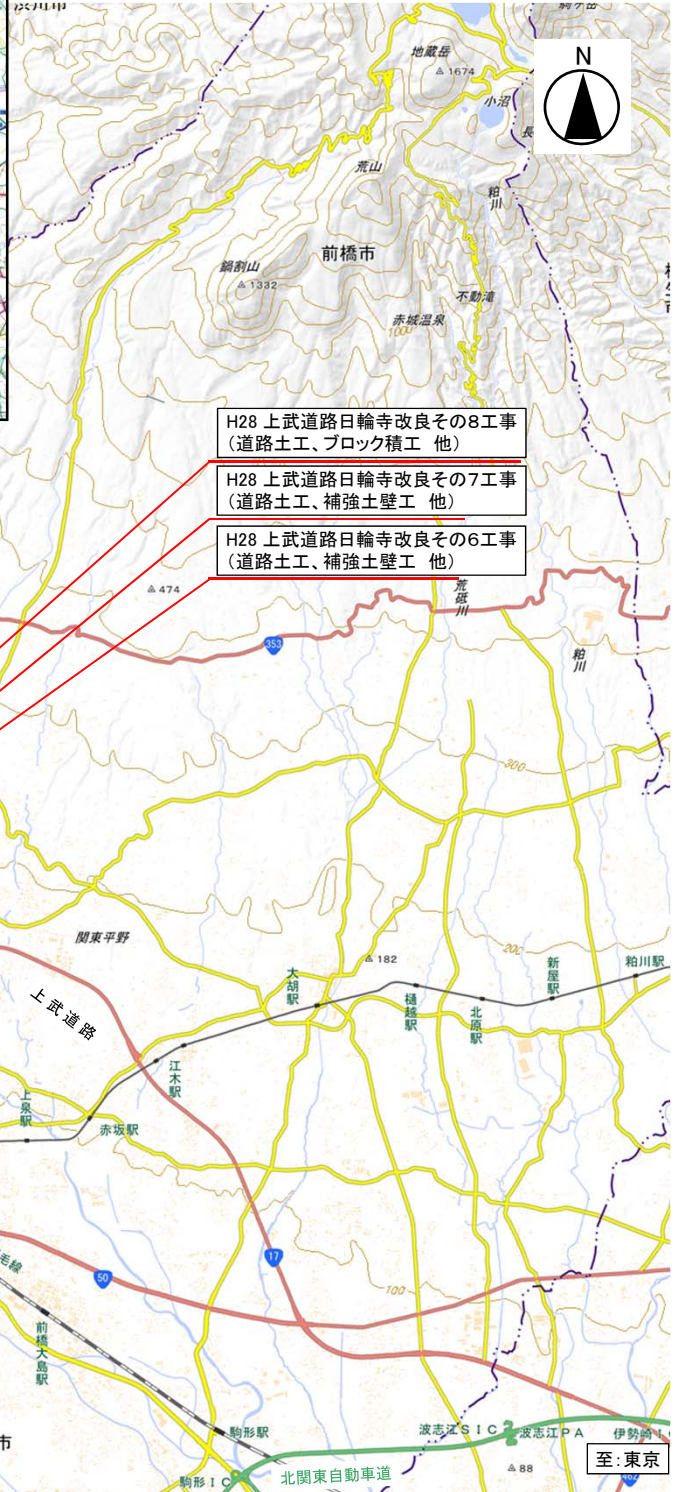 渋川市
駒ヶ岳
地蔵岳
1674
N
小沼
長
荒山
粕川
鍋割山
1332
前橋市
不動滝
赤城温泉
1000
H28 上武道路日輪寺改良その8工事
(道路土工、ブロック積工 他)
H28 上武道路日輪寺改良その7工事
(道路土工、補強土壁工 他)
H28 上武道路日輪寺改良その6工事
(道路土工、補強土壁工 他)
474
荒砥川
353
粕川
300
関東平野
200
182
大胡駅
新屋駅
粕川駅
樋越駅
北原駅
上武道路
江木駅
上泉駅
赤坂駅
17
50
100
毛線
前橋大島駅
市
駒形駅
波志江SIC
波志江PA
伊勢崎I
至:東京
駒形IC
北関東自動車道
88
462